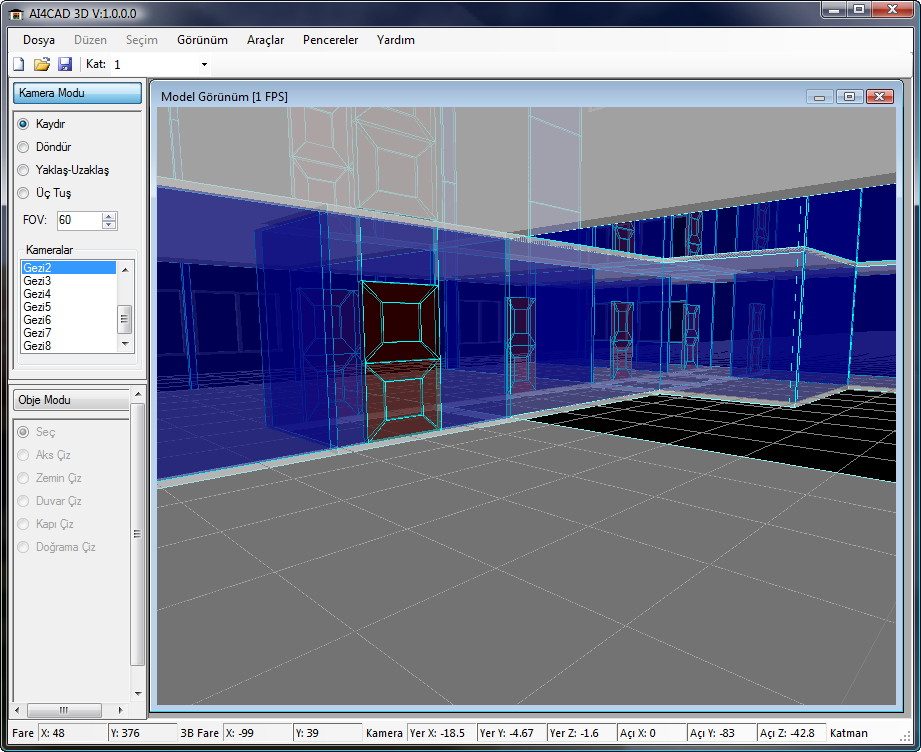 AI4CAD 3D V:1.0.0.0
Dosya Düzen Seçim Görünüm Araçlar Pencereler Yardım
Kat: 1
Kamera Modu
Kaydır
Döndür
Yaklaş-Uzaklaş
Üç Tuş
FOV: 60
Kameralar
Gezi2
Gezi3
Gezi4
Gezi5
Gezi6
Gezi7
Gezi8
Obje Modu
Seç
Aks Çiz
Zemin Çiz
Duvar Çiz
Kapı Çiz
Doğrama Çiz
Model Görünüm [1 FPS]
Fare X: 48 Y: 376 3B Fare X: -99 Y: 39 Kamera Yer X: -18.5 Yer Y: -4.67 Yer Z: -1.6 Açı X: 0 Açı Y: -83 Açı Z: -42.8 Katman